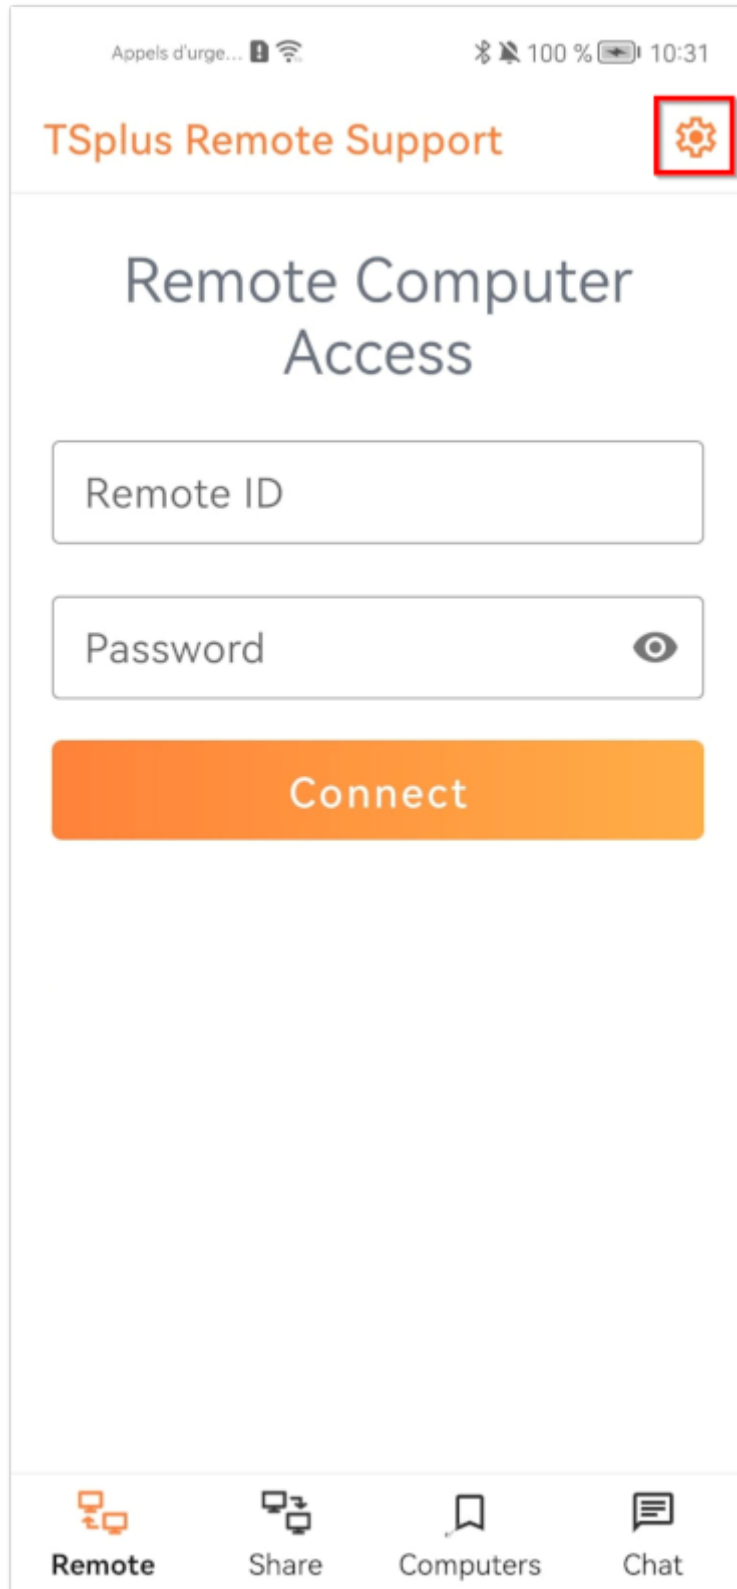 Appels d'urge... 100 % 10:31
TSplus Remote Support
Remote Computer
Access
Remote ID
Password
Connect
Remote Share Computers Chat